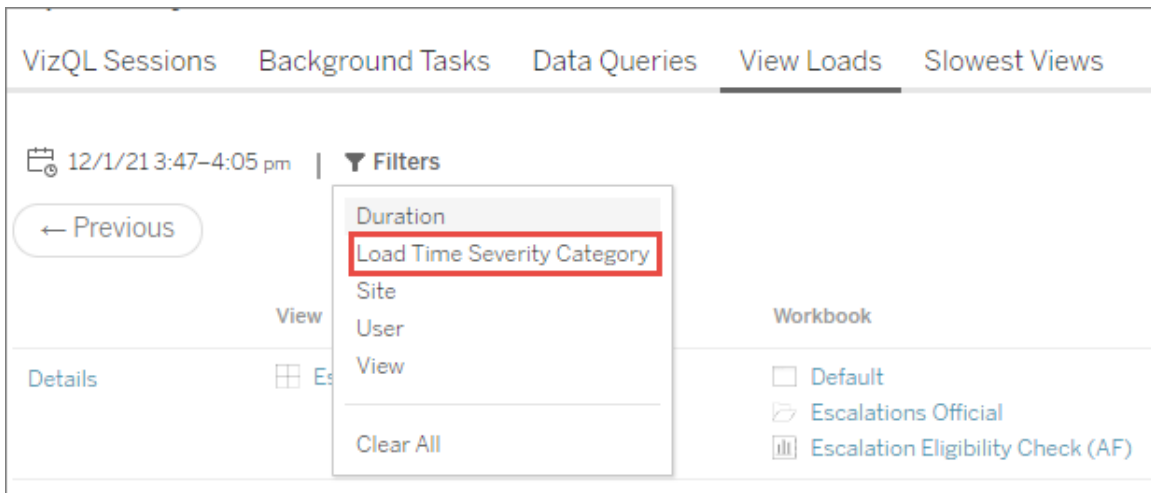 VizQL Sessions Background Tasks Data Queries View Loads Slowest Views
12/1/21 3:47–4:05 pm | Filters
← Previous
Duration
Load Time Severity Category
Site
User
View
Clear All
View Workbook
Details Es Default
Escalations Official
Escalation Eligibility Check (AF)